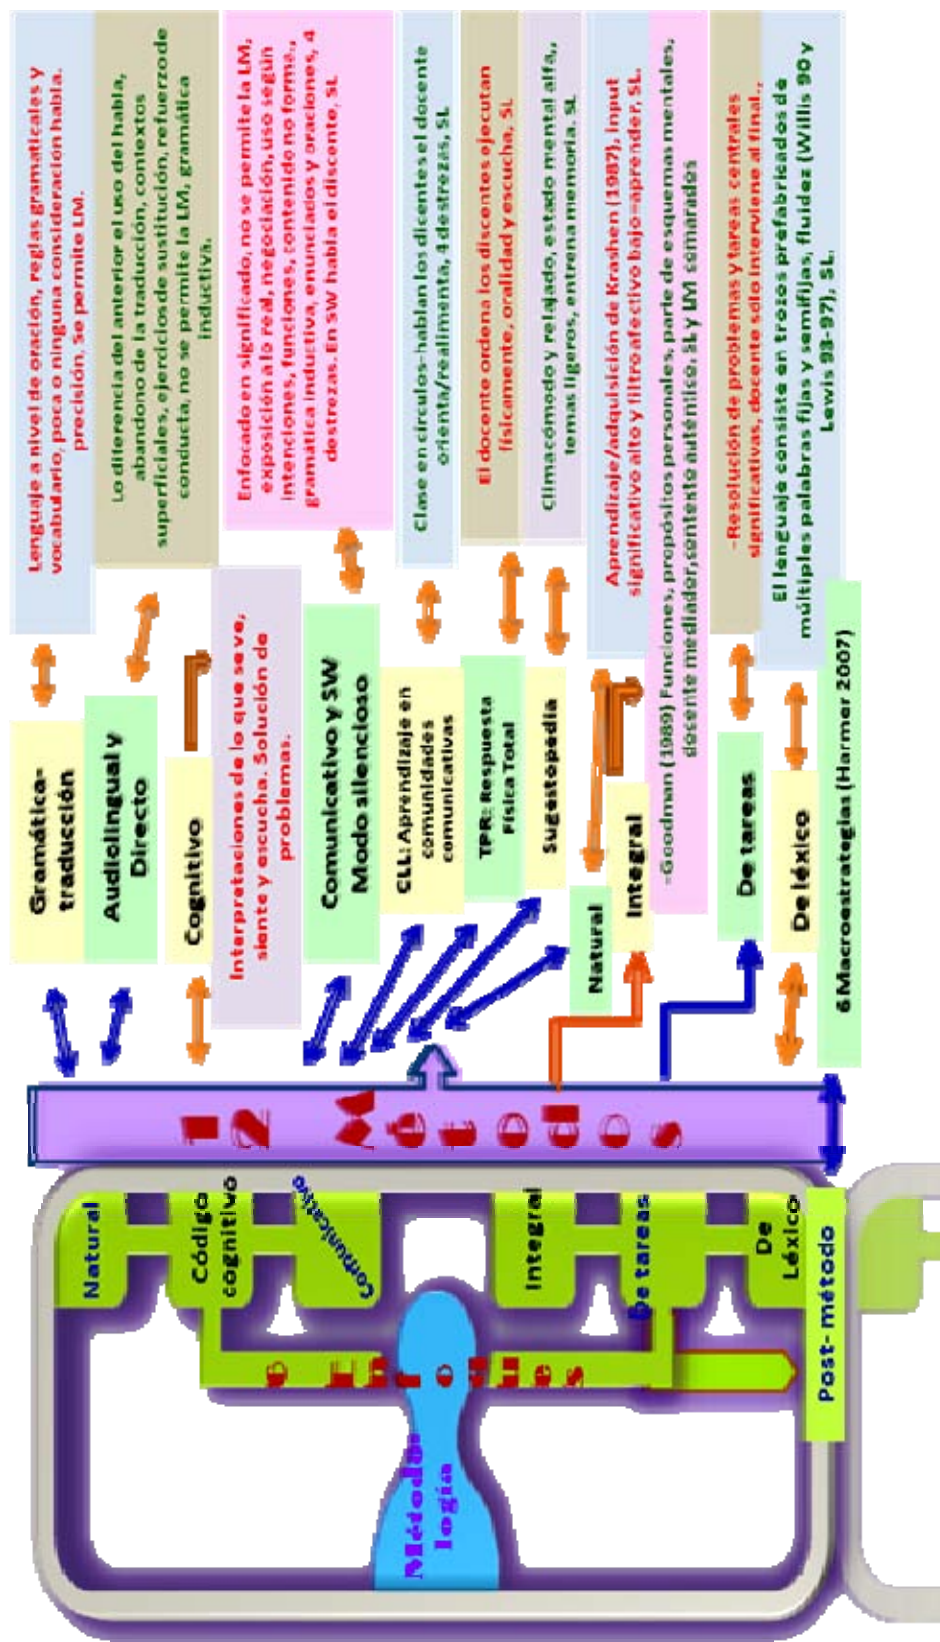 Métodología
6 Enfoques
Natural
Código
cognitivo
Comunicativo
Integral
De tareas
De
Léxico
Post- método
12 Métodos
Gramática-
traducción
Lenguaje a nivel de oración, reglas gramaticales y
vocabulario, poca o ninguna consideración habla.
precisión. Se permite LM.
Audiolingual y
Directo
Lo diferencia del anterior el uso del habla,
abandono de la traducción, contextos
superficiales, ejercicios de sustitución, refuerzo de
conducta, no se permite la LM, gramática
inductiva.
Cognitivo
Interpretaciones de lo que se ve,
siente y escucha. Solución de
problemas.
Comunicativo y SW
Modo silencioso
Enfocado en significado, no se permite la LM,
exposición a lo real, negociación, uso según
intenciones, funciones, contenido no forma.,
gramática inductiva, enunciados y oraciones, 4
destrezas. En SW habla el discente, SL
CLL: Aprendizaje en
comunidades
comunicativas
Clase en círculos-hablan los dicentes el docente
orienta/realimenta, 4 destrezas, SL
TPR: Respuesta
Física Total
El docente ordena los discentes ejecutan
físicamente, oralidad y escucha, SL
Sugestopedia
Clima cómodo y relajado, estado mental alfa,,
temas ligeros, entrena memoria. SL
Natural
Aprendizaje/adquisición de Krashen (1987), input
significativo alto y filtro afectivo bajo=aprender, SL.
Integral
-Goodman (1989) Funciones, propósitos personales, parte de esquemas mentales,
docente mediador, contexto auténtico, SL y LM comarados
De tareas
-Resolución de problemas y tareas centrales
significativas, docente sólo interviene al final.,
De léxico
El lenguaje consiste en trozos prefabricados de
múltiples palabras fijas y semifijas, fluidez (Willis 90 y
Lewis 93-97), SL.
6 Macroestrategias (Harmer 2007)